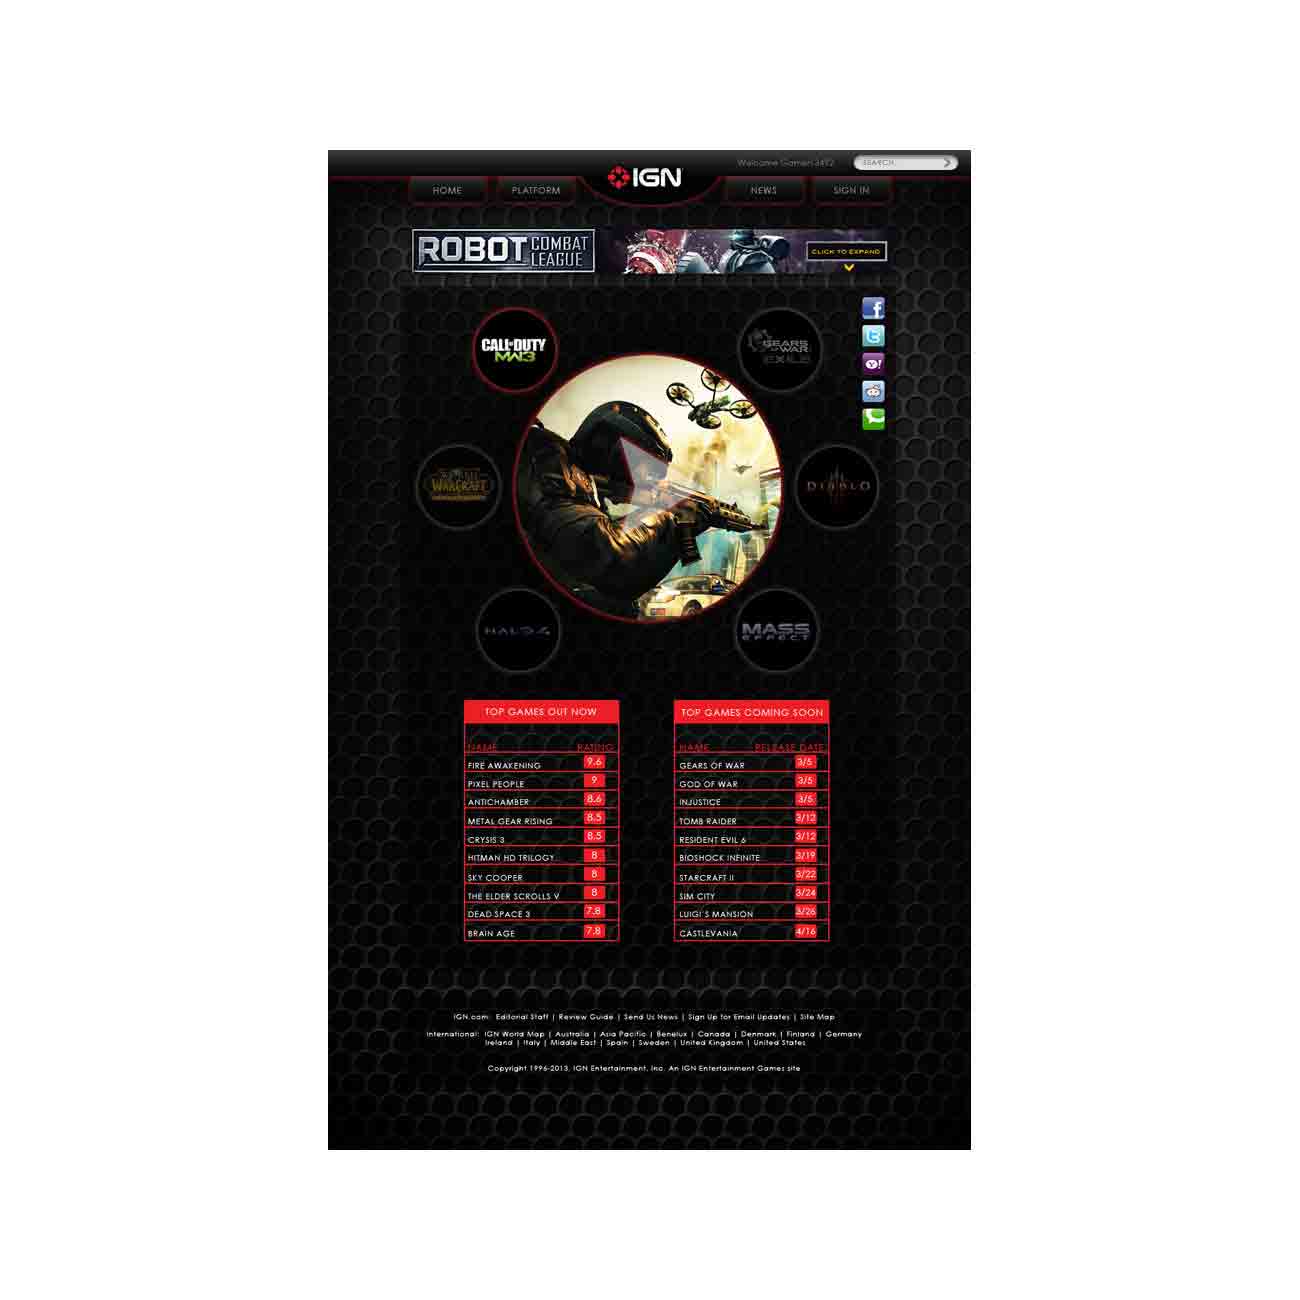 SEARCH
IGN
HOME
PLATFORM
NEWS
SIGN IN
ROBOT COMBAT LEAGUE
CLICK TO EXPAND
CALL OF DUTY
MW3
GEARS OF WAR
EXILE
WARCRAFT
DIABLO
HALO 4
MASS
EFFECT
TOP GAMES OUT NOW
NAME RATING
FIRE AWAKENING 9.6
PIXEL PEOPLE 9
ANTICHAMBER 8.6
METAL GEAR RISING 8.5
CRYSIS 3 8.5
HITMAN HD TRILOGY 8
SKY COOPER 8
THE ELDER SCROLLS V 8
DEAD SPACE 3 7.8
BRAIN AGE 7.8
TOP GAMES COMING SOON
NAME RELEASE DATE
GEARS OF WAR 3/5
GOD OF WAR 3/5
INJUSTICE 3/5
TOMB RAIDER 3/12
RESIDENT EVIL 6 3/12
BIOSHOCK INFINITE 3/19
STARCRAFT II 3/22
SIM CITY 3/24
LUIGI'S MANSION 3/26
CASTLEVANIA 4/16
IGN.com: Editorial Staff | Review Guide | Send Us News | Sign Up for Email Updates | Site Map
International: IGN World Map | Australia | Asia Pacific | Benelux | Canada | Denmark | Finland | Germany
Ireland | Italy | Middle East | Spain | Sweden | United Kingdom | United States
Copyright 1996-2013, IGN Entertainment, Inc. An IGN Entertainment Games site